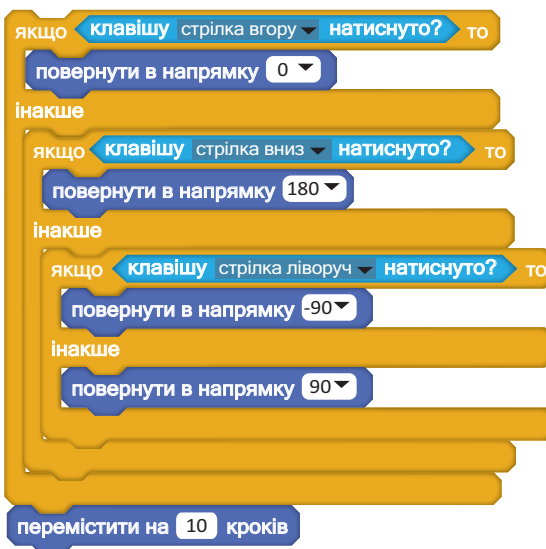 якщо клавішу стрілка вгору натиснуто? то
повернути в напрямку 0
інакше
якщо клавішу стрілка вниз натиснуто? то
повернути в напрямку 180
інакше
якщо клавішу стрілка ліворуч натиснуто? то
повернути в напрямку -90
інакше
повернути в напрямку 90
перемістити на 10 кроків